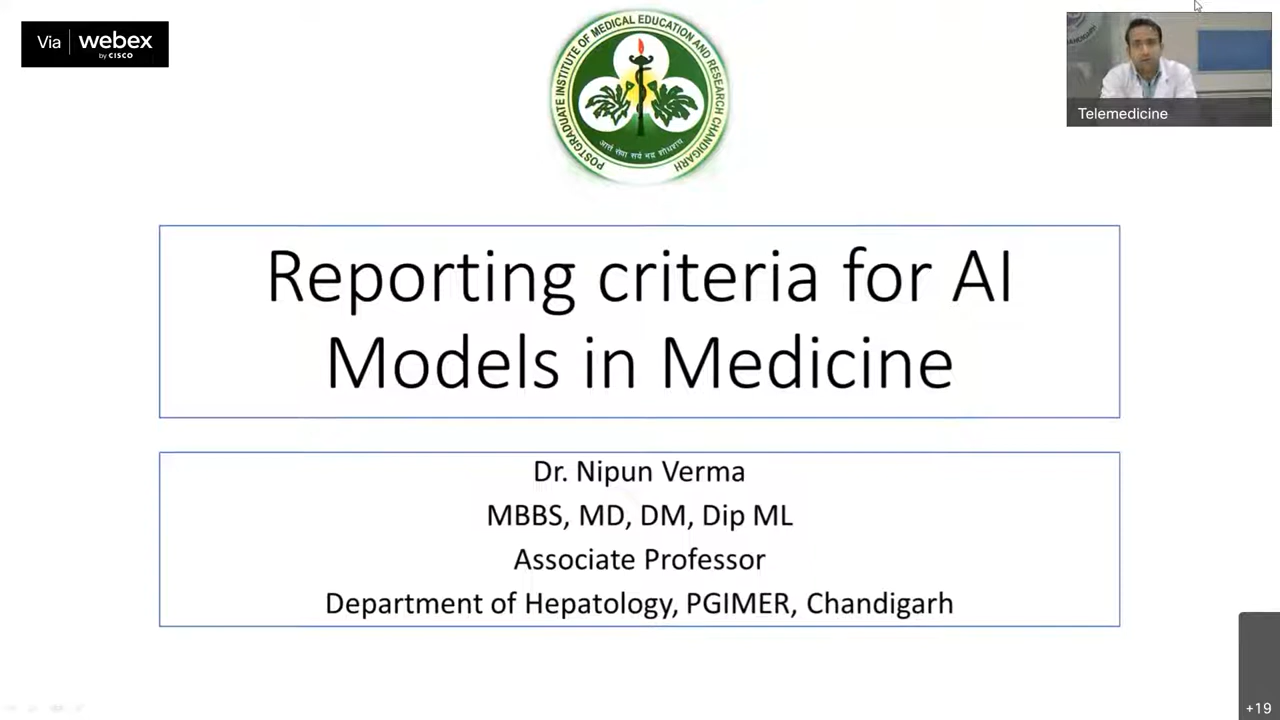 Via webex
by CISCO
POSTGRADUATE INSTITUTE OF MEDICAL EDUCATION AND RESEARCH CHANDIGARH
Telemedicine
Reporting criteria for AI
Models in Medicine
Dr. Nipun Verma
MBBS, MD, DM, Dip ML
Associate Professor
Department of Hepatology, PGIMER, Chandigarh
+19